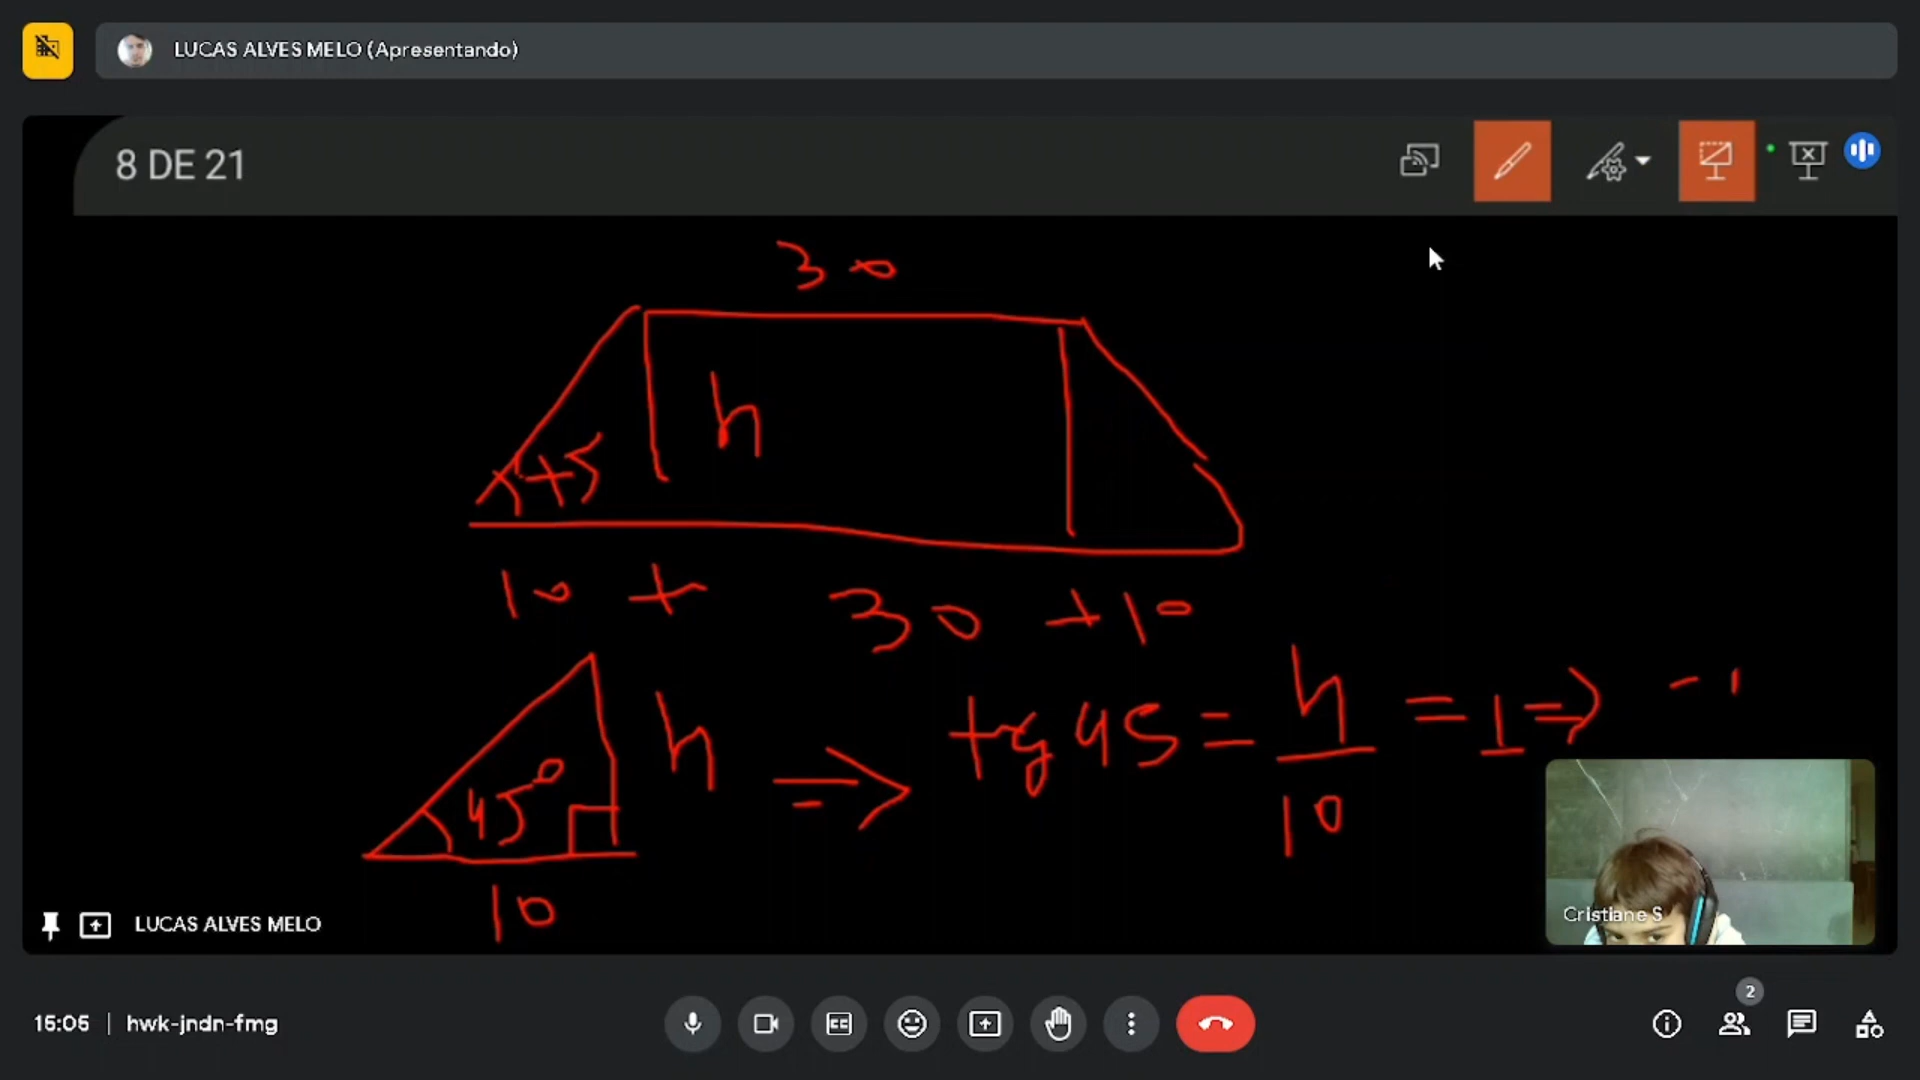 LUCAS ALVES MELO (Apresentando)
8 DE 21
30
h
45
10 + 30 + 10
45° h => tg 45 = h/10 = 1 =>
10
Cristiane S
LUCAS ALVES MELO
15:05 | hwk-jndn-fmg
CC
2